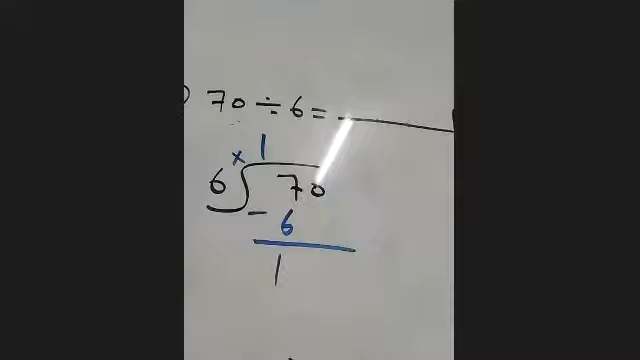 ) 70 ÷ 6 =
x 1
6 70
- 6
1